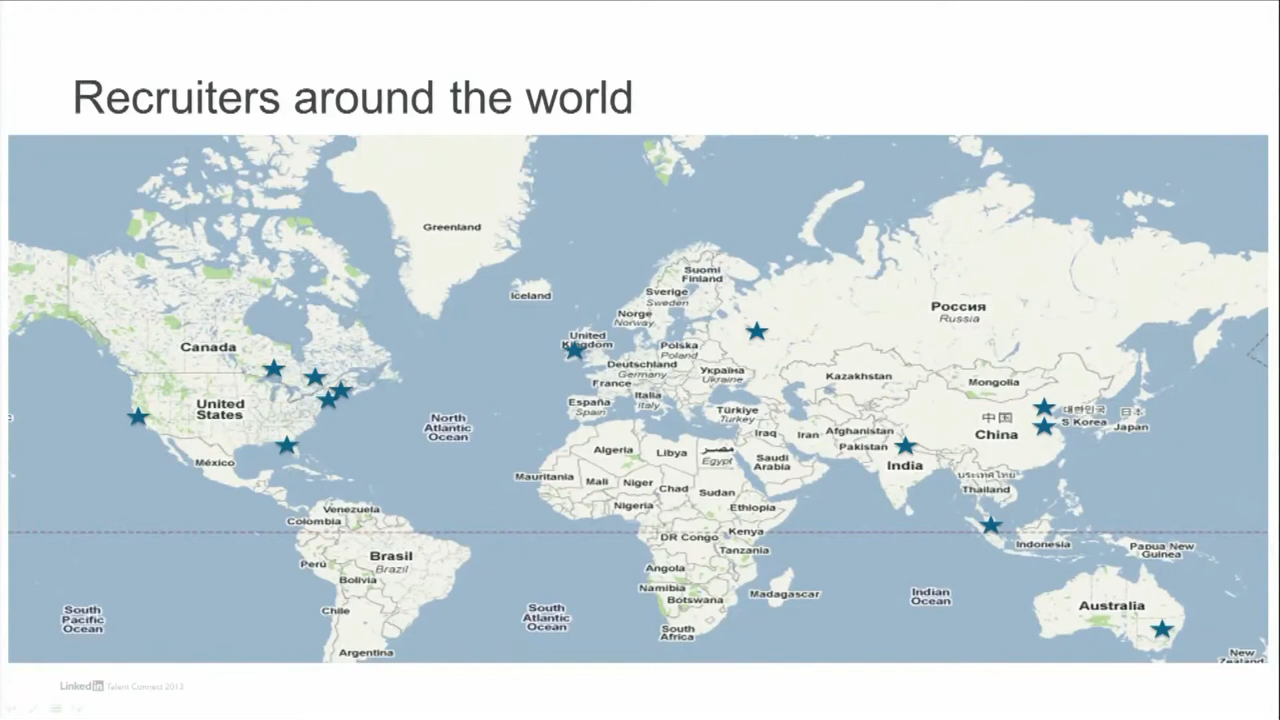 Recruiters around the world
Greenland
Iceland
Suomi
Finland
Sverige
Sweden
Norge
Norway
Россия
Russia
United
Kingdom
Polska
Poland
Canada
Deutschland
Germany
Україна
Ukraine
France
Kazakhstan
Mongolia
Italia
Italy
España
Spain
Türkiye
Turkey
United
States
North
Atlantic
Ocean
中国
China
대한민국
S Korea
日本
Japan
Iraq
Iran
Afghanistan
Pakistan
Algeria
Libya
مصر
Egypt
Saudi
Arabia
India
México
Mauritania
Mali
Niger
Chad
Sudan
ประเทศไทย
Thailand
Nigeria
Ethiopia
Venezuela
Colombia
Kenya
DR Congo
Tanzania
Indonesia
Papua New
Guinea
Brasil
Brazil
Perú
Bolivia
Angola
Namibia
Botswana
Madagascar
Indian
Ocean
Australia
South
Pacific
Ocean
Chile
South
Atlantic
Ocean
South
Africa
Argentina
New
Zealand
Linked in Talent Connect 2013